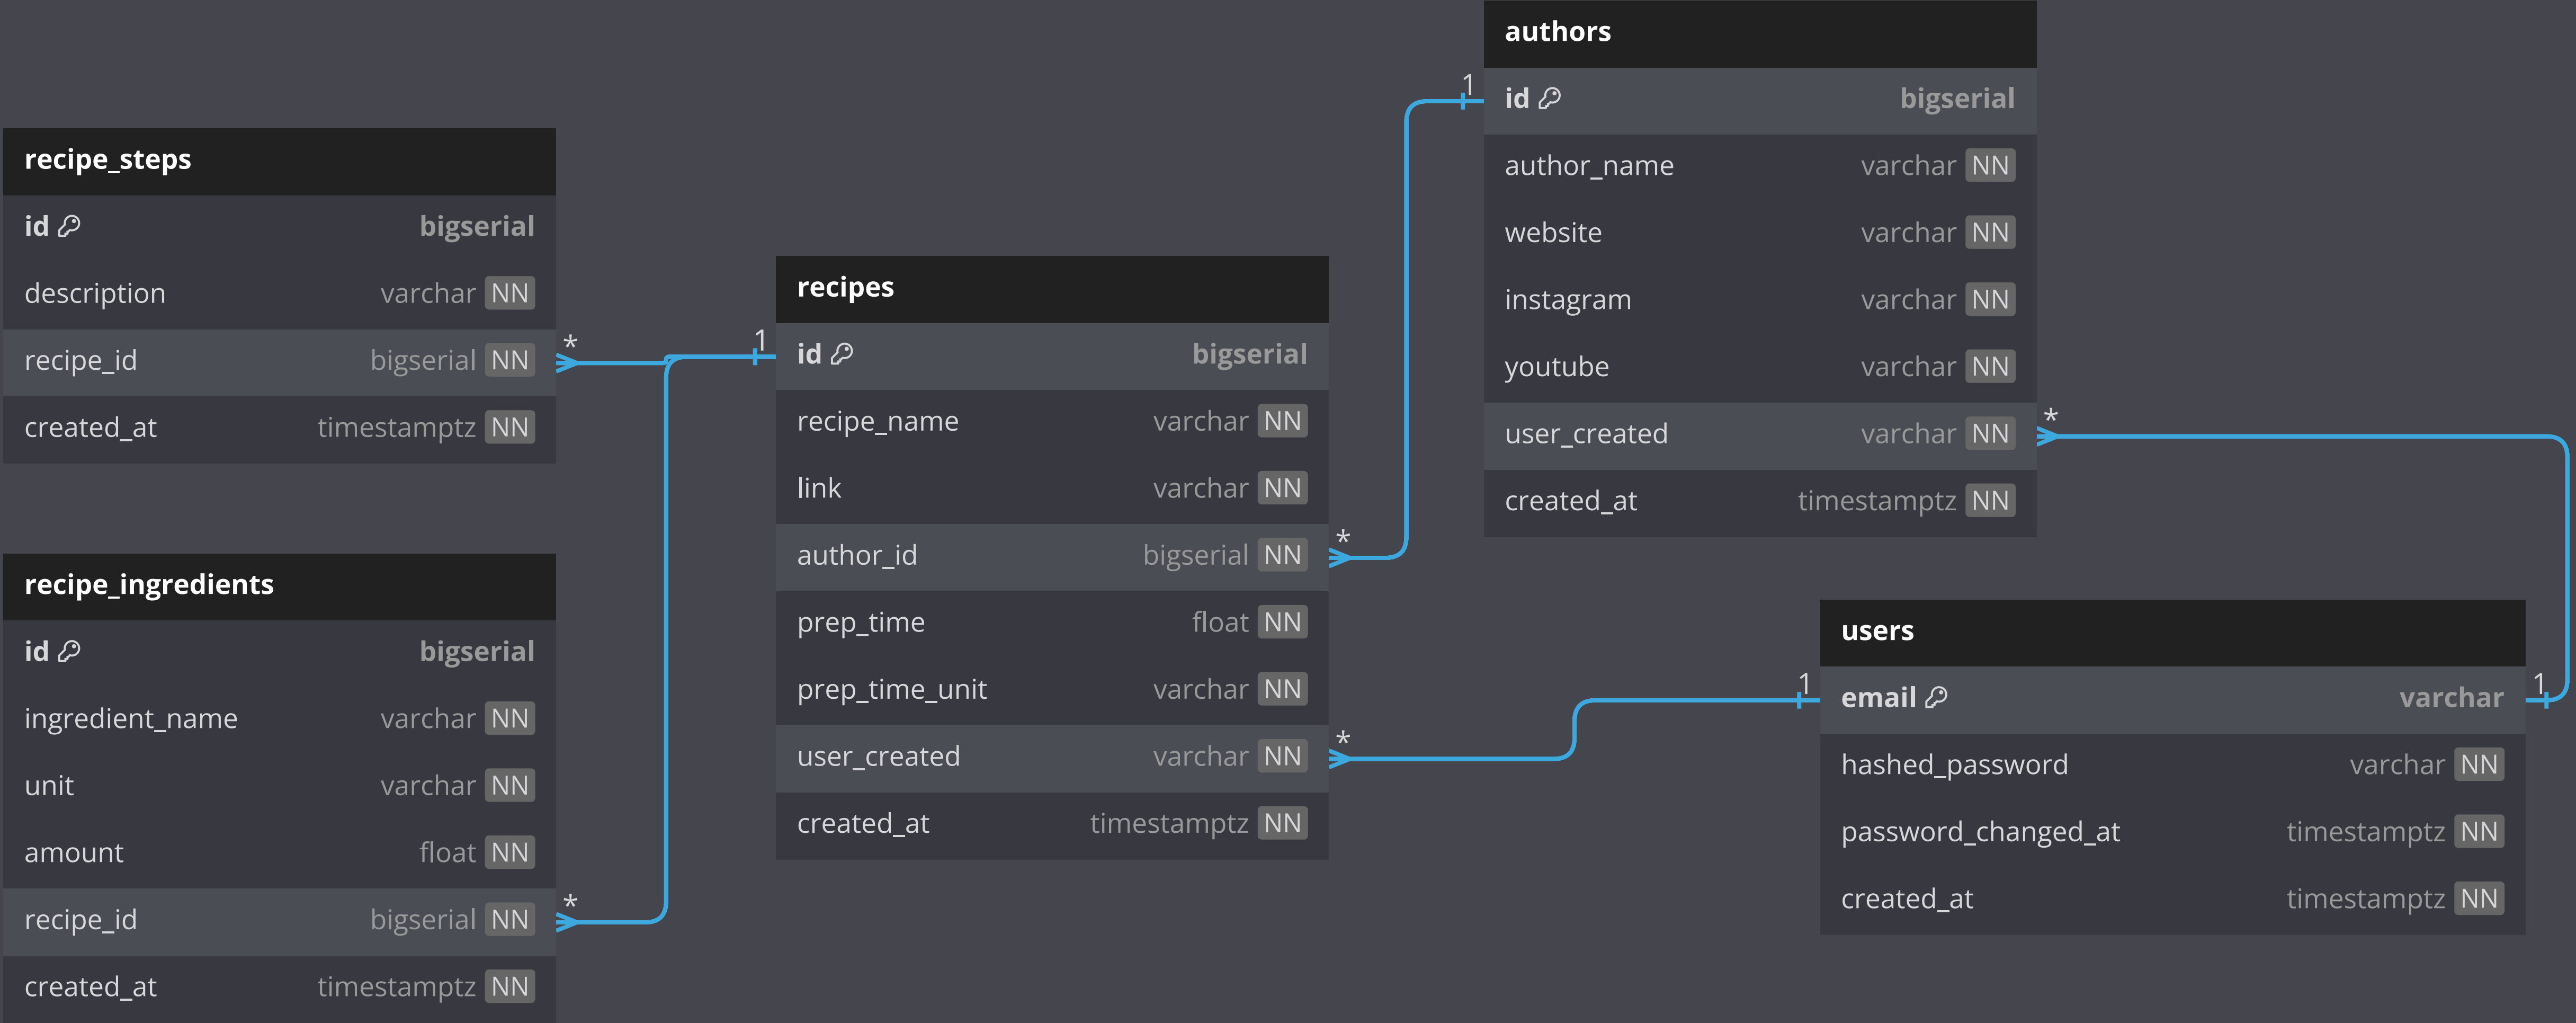 recipe_steps
id bigserial
description varchar NN
recipe_id bigserial NN
created_at timestamptz NN
*
recipe_ingredients
id bigserial
ingredient_name varchar NN
unit varchar NN
amount float NN
recipe_id bigserial NN
created_at timestamptz NN
*
1
recipes
id bigserial
recipe_name varchar NN
link varchar NN
author_id bigserial NN
prep_time float NN
prep_time_unit varchar NN
user_created varchar NN
created_at timestamptz NN
*
*
1
authors
id bigserial
author_name varchar NN
website varchar NN
instagram varchar NN
youtube varchar NN
user_created varchar NN
created_at timestamptz NN
*
1
users
email varchar
hashed_password varchar NN
password_changed_at timestamptz NN
created_at timestamptz NN
1